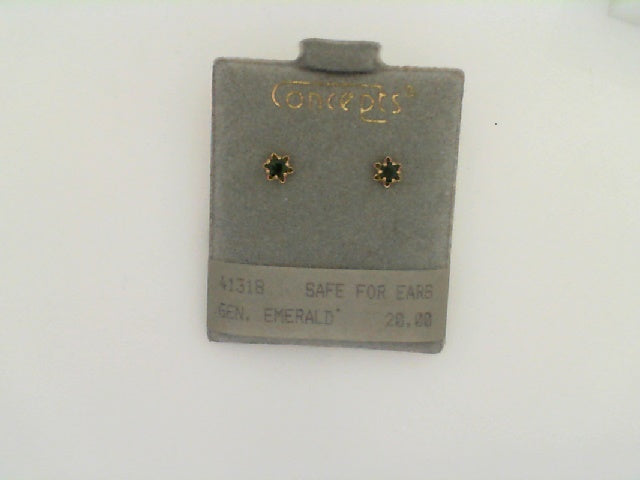 Concepts®
41318 SAFE FOR EARS
GEN. EMERALD* 20.00